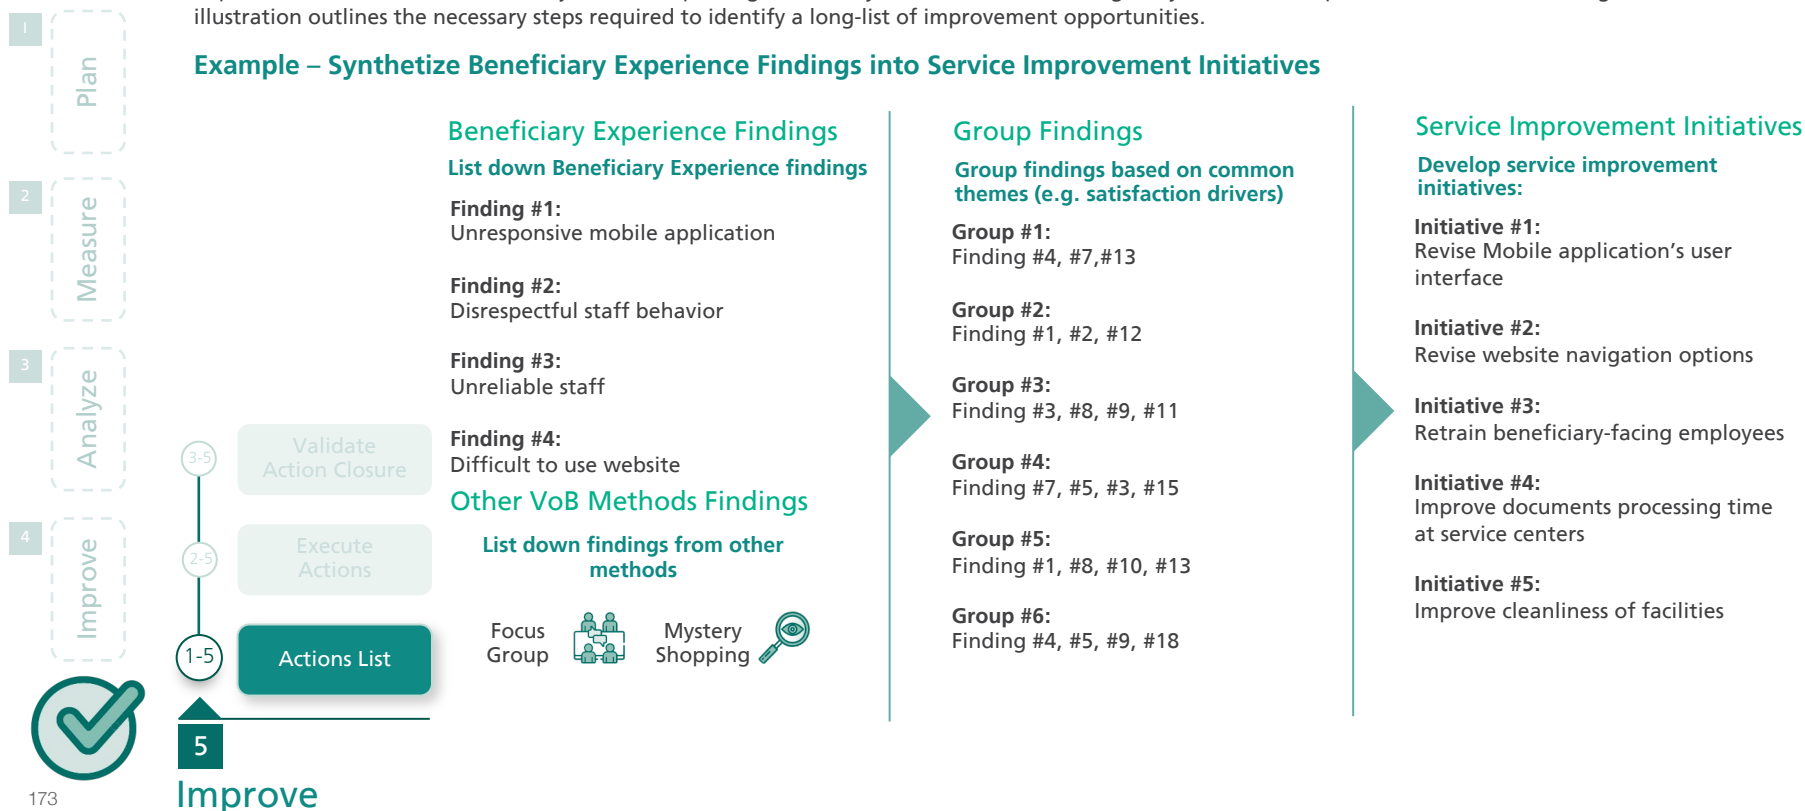 illustration outlines the necessary steps required to identify a long-list of improvement opportunities.
Example – Synthetize Beneficiary Experience Findings into Service Improvement Initiatives
1
Plan
2
Measure
3
Analyze
4
Improve
3-5
Validate
Action Closure
2-5
Execute
Actions
1-5
Actions List
5
Improve
173
Beneficiary Experience Findings
List down Beneficiary Experience findings
Finding #1:
Unresponsive mobile application
Finding #2:
Disrespectful staff behavior
Finding #3:
Unreliable staff
Finding #4:
Difficult to use website
Other VoB Methods Findings
List down findings from other
methods
Focus
Group
Mystery
Shopping
Group Findings
Group findings based on common
themes (e.g. satisfaction drivers)
Group #1:
Finding #4, #7,#13
Group #2:
Finding #1, #2, #12
Group #3:
Finding #3, #8, #9, #11
Group #4:
Finding #7, #5, #3, #15
Group #5:
Finding #1, #8, #10, #13
Group #6:
Finding #4, #5, #9, #18
Service Improvement Initiatives
Develop service improvement
initiatives:
Initiative #1:
Revise Mobile application's user
interface
Initiative #2:
Revise website navigation options
Initiative #3:
Retrain beneficiary-facing employees
Initiative #4:
Improve documents processing time
at service centers
Initiative #5:
Improve cleanliness of facilities